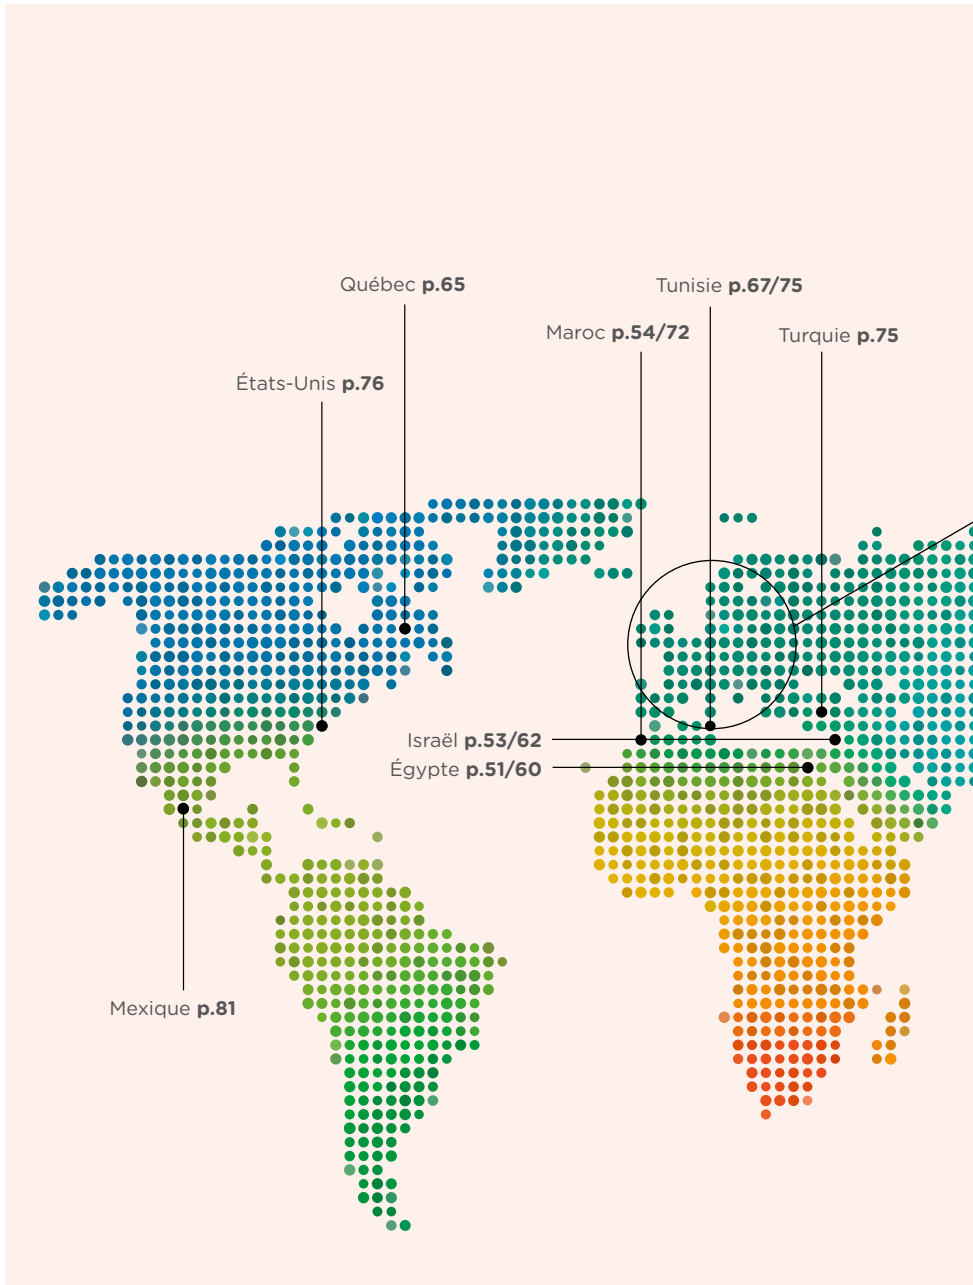 Québec p.65
Tunisie p.67/75
Maroc p.54/72
Turquie p.75
États-Unis p.76
Israël p.53/62
Égypte p.51/60
Mexique p.81